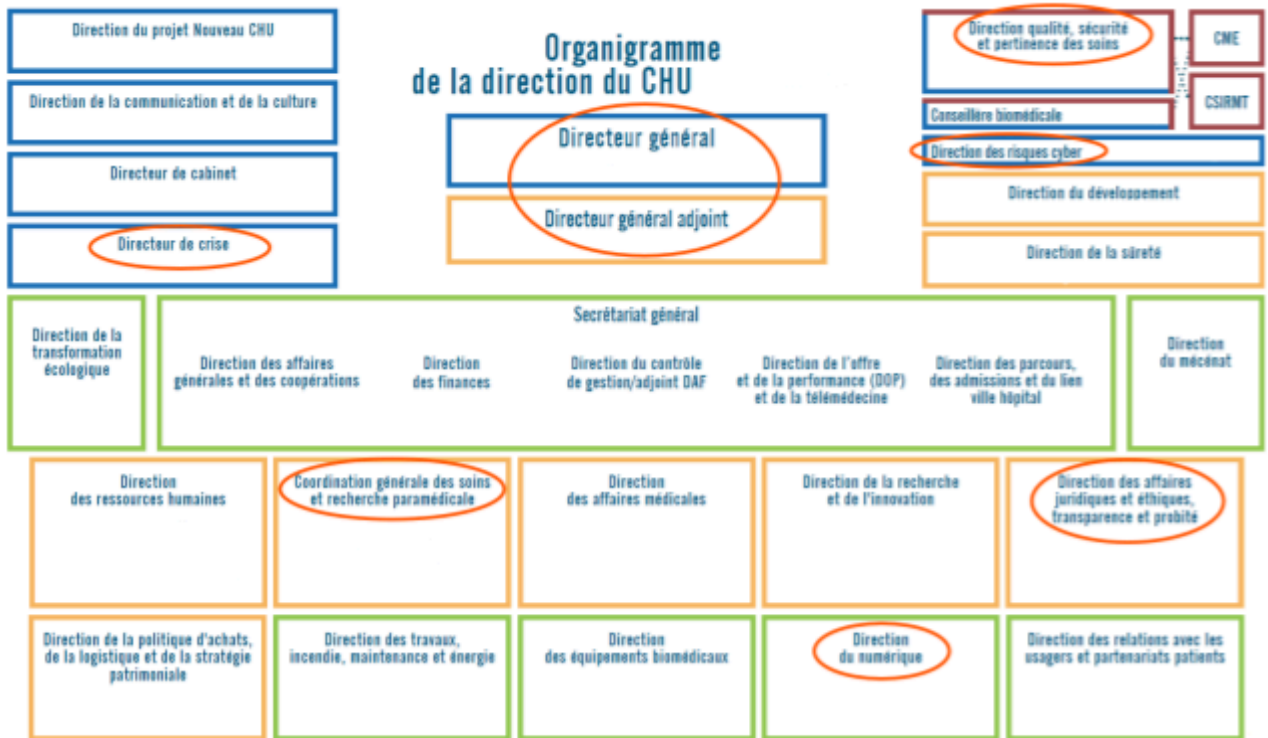 Organigramme
de la direction du CHU
Direction du projet Nouveau CHU
Direction de la communication et de la culture
Directeur de cabinet
Directeur de crise
Directeur général
Directeur général adjoint
Direction qualité, sécurité
et pertinence des soins
CME
CSIRMT
Conseillère biomédicale
Direction des risques cyber
Direction du développement
Direction de la sûreté
Direction de la
transformation
écologique
Secrétariat général
Direction des affaires
générales et des coopérations
Direction
des finances
Direction du contrôle
de gestion/adjoint DAF
Direction de l'offre
et de la performance (DOP)
et de la télémédecine
Direction des parcours,
des admissions et du lien
ville hôpital
Direction
du mécénat
Direction
des ressources humaines
Coordination générale des soins
et recherche paramédicale
Direction
des affaires médicales
Direction de la recherche
et de l'innovation
Direction des affaires
juridiques et éthiques,
transparence et probité
Direction de la politique d'achats,
de la logistique et de la stratégie
patrimoniale
Direction des travaux,
incendie, maintenance et énergie
Direction
des équipements biomédicaux
Direction
du numérique
Direction des relations avec les
usagers et partenariats patients